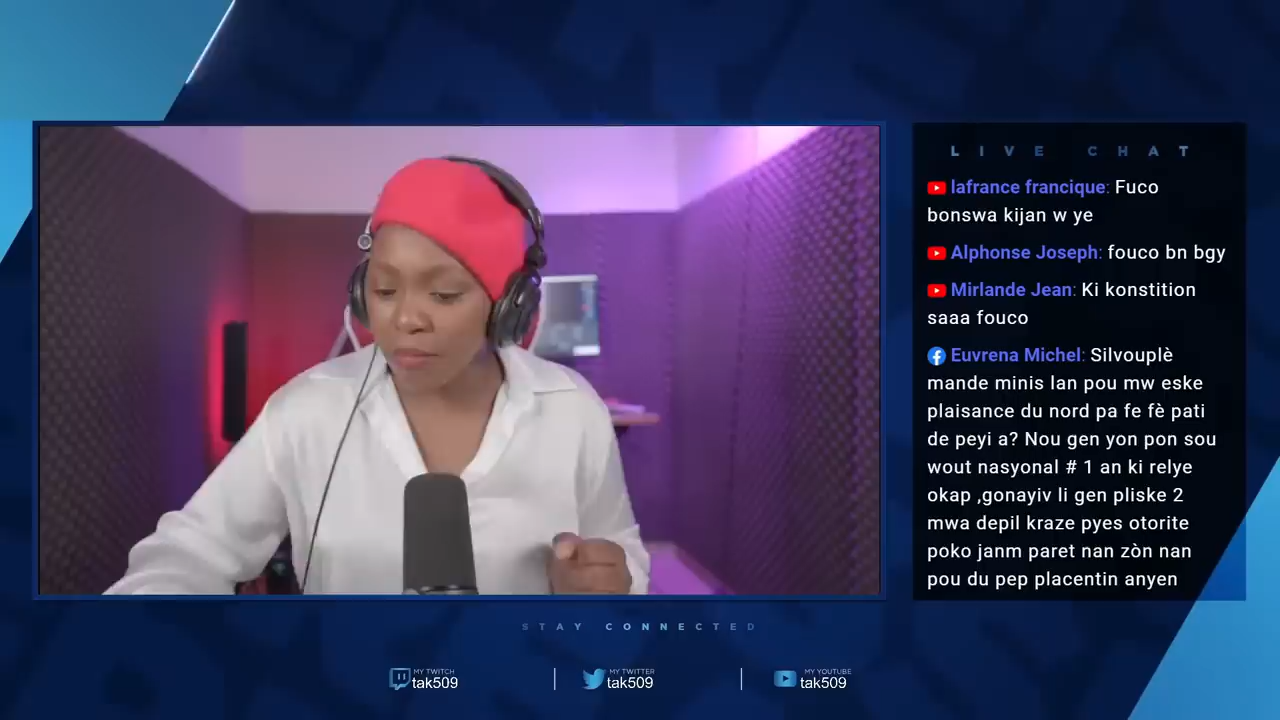 LIVE CHAT
lafrance francique: Fuco
bonswa kijan w ye
Alphonse Joseph: fouco bn bgy
Mirlande Jean: Ki konstition
saaa fouco
Euvrena Michel: Silvouplè
mande minis lan pou mw eske
plaisance du nord pa fe fè pati
de peyi a? Nou gen yon pon sou
wout nasyonal # 1 an ki relye
okap ,gonayiv li gen pliske 2
mwa depil kraze pyes otorite
poko janm paret nan zòn nan
pou du pep placentin anyen
STAY CONNECTED
MY TWITCH
tak509
MY TWITTER
tak509
MY YOUTUBE
tak509